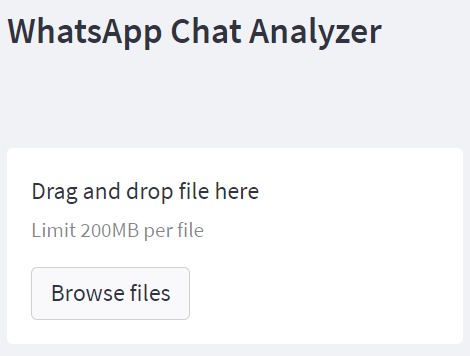 WhatsApp Chat Analyzer
Drag and drop file here
Limit 200MB per file
Browse files